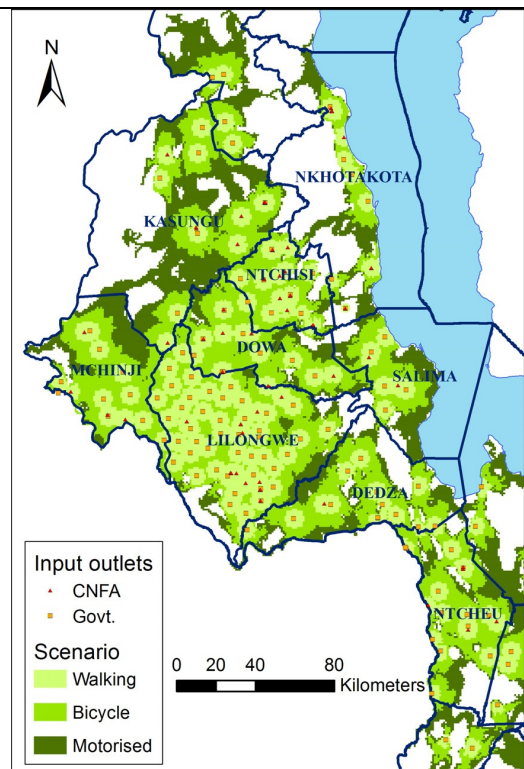 N
NKHOTAKOTA
KASUNGU
NTCHISI
DOWA
MCHINJI
SALIMA
LILONGWE
DEDZA
NTCHEU
Input outlets
CNFA
Govt.
Scenario
Walking
Bicycle
Motorised
0 20 40 80
Kilometers